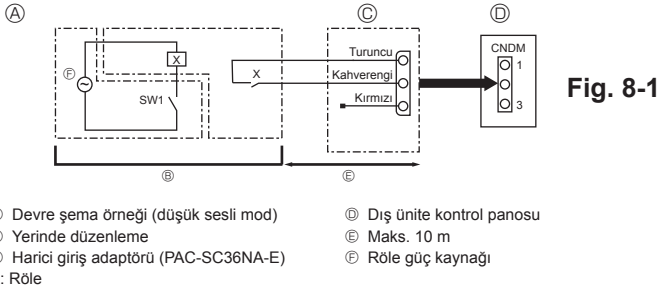 Ⓐ Ⓒ Ⓓ
Turuncu
Kahverengi
Kırmızı
X
X
SW1
Ⓕ
CNDM
1
3
Fig. 8-1
Ⓑ Ⓔ
Devre şema örneği (düşük sesli mod)
Yerinde düzenleme
Harici giriş adaptörü (PAC-SC36NA-E)
: Röle
Ⓓ Dış ünite kontrol panosu
Ⓔ Maks. 10 m
Ⓕ Röle güç kaynağı